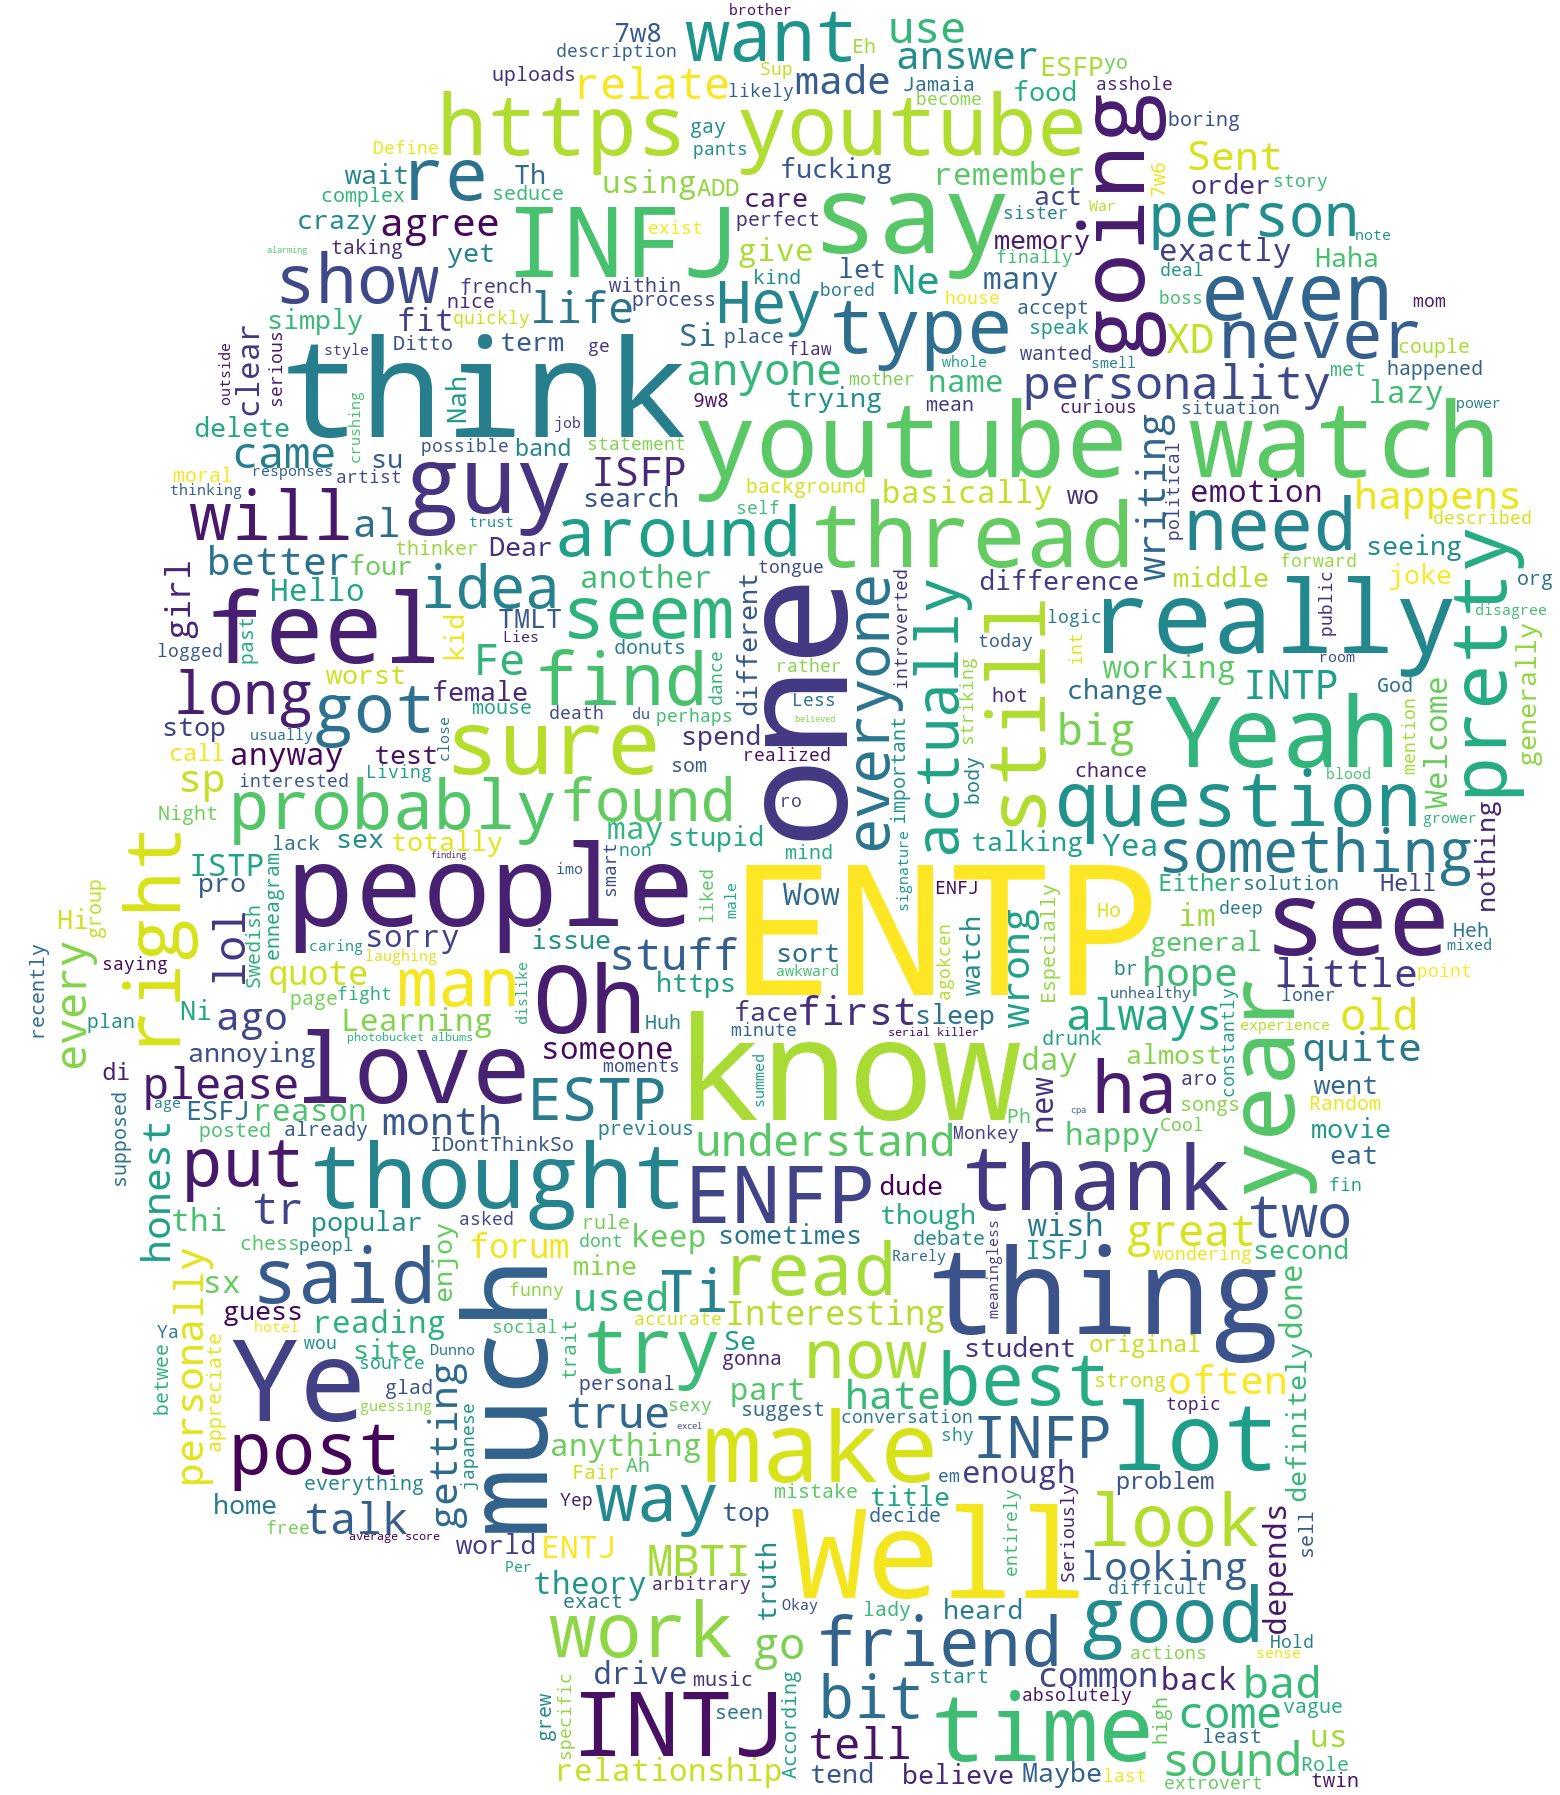 brother
7w8 want use
description Eh answer ESFP yo
uploads relate Sup likely made Jamaia food asshole
https youtube become going boring
Define gay pants Sent
re wait Th fucking remember 7w6
complex seduce using ADD care act order story
crazy agree INFJ exist perfect say sister War person note
alarming taking yet give memory exactly
show french nice within kind let Ne many finally deal Haha
simply fit quickly life process Hey bored house accept boss even mom
outside clear serious style Ditto term ge Si place flaw type speak XD never couple
think Nah anyone mother whole wanted smell happened
crushing job 9w8 trying name mean personality met lazy
delete curious situation power
came su possible band statement youtube writing watch
moral responses artist guy ISFP search background basically wo political emotion happens
thinking will al trust self around thread need described
better four thinker Dear tongue difference middle forward seeing
girl Hello idea another different one everyone introverted joke org
feel kid TMLT seem actually still logic really public pretty disagree
logged past Lies donuts today room
worst Fe find dance rather int working INTP God generally
long got female mouse Less hot change mention Welcome
stop usually close death du perhaps believed important striking big Yeah
call anyway test sure spend realized body
sp interested Living som chance blood
Night probably found ro question grower
right lack sex totally may stupid mind signature talking Yea something nothing
ISTP finding non imo
pro enneagram people smart liked male Wow ENTP ENFJ Either solution Hell see
group Hi lol Swedish caring sorry laughing issue stuff sort awkward agokcen watch wrong Ho Especially im general deep Heh mixed
recently every saying quote page fight man dislike Oh https br unhealthy hope little point
plan Ni ago Learning Huh face first sleep always loner experience old
photobucket albums minute serial killer drunk constantly year
annoying love someone day almost quite
di please moments summed know ha aro went
age ESFJ reason month ESTP Ph new cpa songs Random
supposed honest posted already previous understand Monkey happy Cool movie
put IDontThinkSo eat
thought ENFP dude thank fin
thi tr popular rule though meaningless wish two
asked keep sometimes debate great
chess peopl enjoy forum dont Rarely ISFJ wondering second
personally sx said mine read thing done
guess much funny used Ti
hotel reading social accurate Interesting
Ya Ye wou site Dunno trait try Se now student original
betwee appreciate source gonna best
glad personal part hate strong often definitely
guessing getting japanese true sexy suggest conversation topic
post excel shy INFP lot
anything make
everything Fair Ah em enough problem
home Yep way mistake title
free talk top decide entirely Seriously look depends sell
average score world ENTJ MBTI truth Well
Per theory arbitrary looking difficult
exact Okay lady heard good
work go friend Hold
actions sense
drive music start common back
grew specific INTJ seen According bit absolutely time high bad
come vague
tell least us
relationship tend believe Maybe last sound Role
extrovert twin